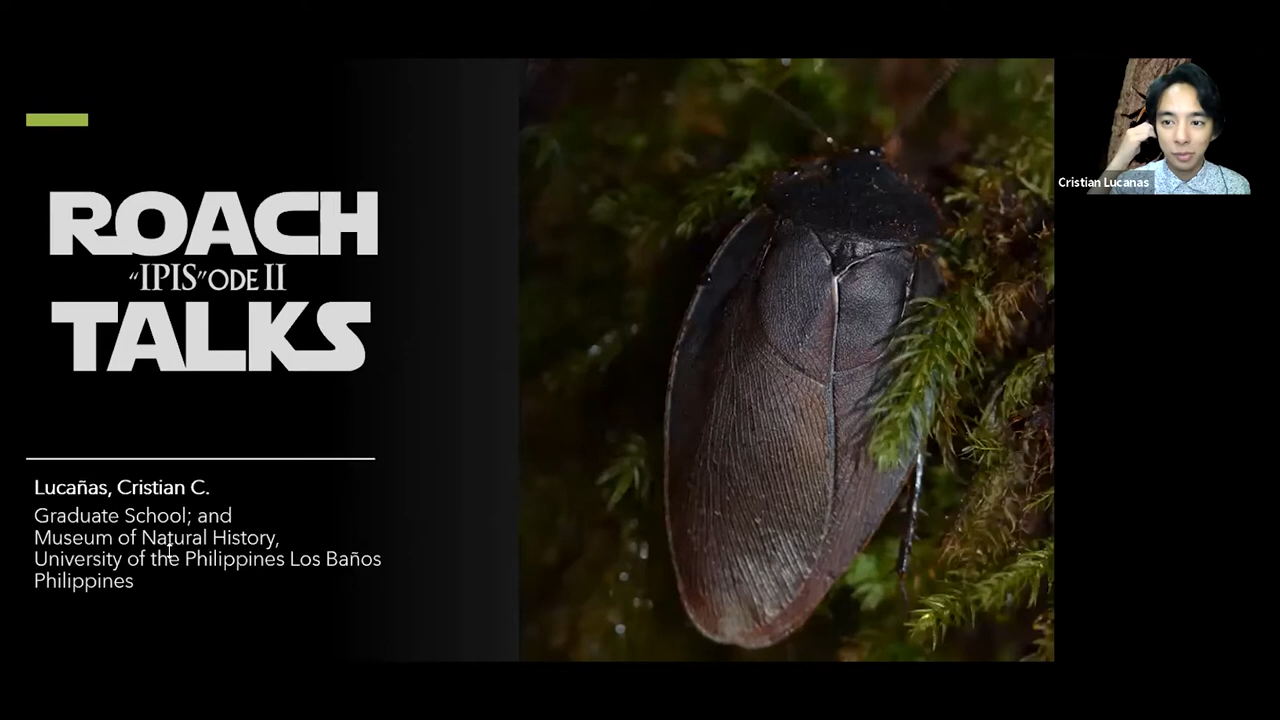 ROACH
“IPIS”ODE II
TALKS
Lucañas, Cristian C.
Graduate School; and
Museum of Natural History,
University of the Philippines Los Baños
Philippines
Cristian Lucanas